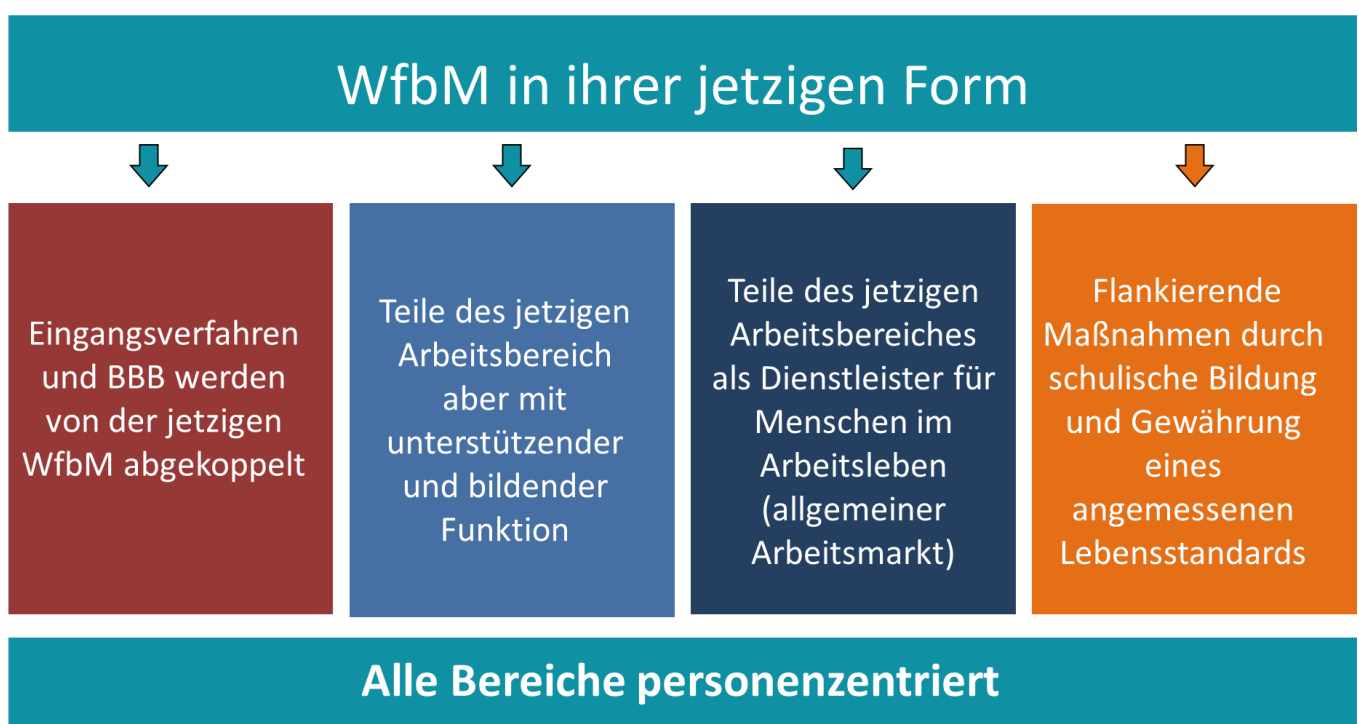 WfbM in ihrer jetzigen Form
Eingangsverfahren
und BBB werden
von der jetzigen
WfbM abgekoppelt
Teile des jetzigen
Arbeitsbereich
aber mit
unterstützender
und bildender
Funktion
Teile des jetzigen
Arbeitsbereiches
als Dienstleister für
Menschen im
Arbeitsleben
(allgemeiner
Arbeitsmarkt)
Flankierende
Maßnahmen durch
schulische Bildung
und Gewährung
eines
angemessenen
Lebensstandards
Alle Bereiche personenzentriert